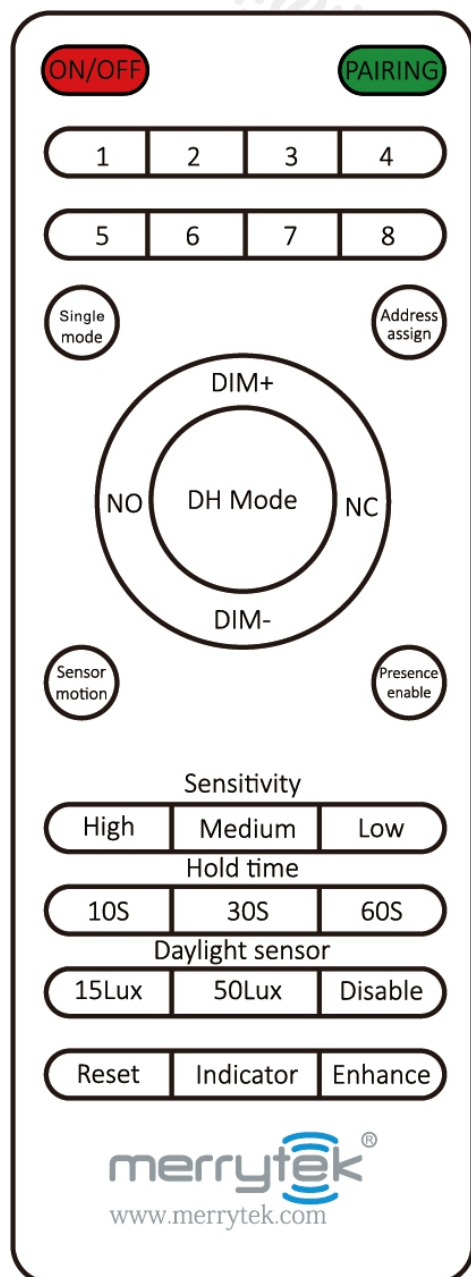 ON/OFF PAIRING
1 2 3 4
5 6 7 8
Single mode
Address assign
DIM+
NO DH Mode NC
DIM-
Sensor motion
Presence enable
Sensitivity
High Medium Low
Hold time
10S 30S 60S
Daylight sensor
15Lux 50Lux Disable
Reset Indicator Enhance
merrytek®
www.merrytek.com